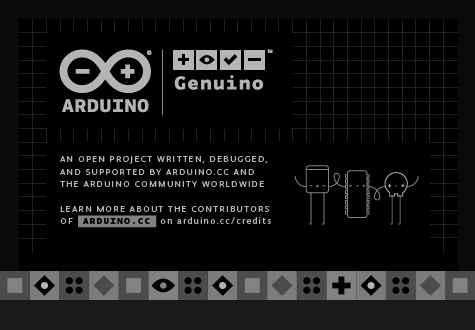 ARDUINO
Genuino
AN OPEN PROJECT WRITTEN, DEBUGGED,
AND SUPPORTED BY ARDUINO.CC AND
THE ARDUINO COMMUNITY WORLDWIDE
LEARN MORE ABOUT THE CONTRIBUTORS
OF ARDUINO.CC on arduino.cc/credits